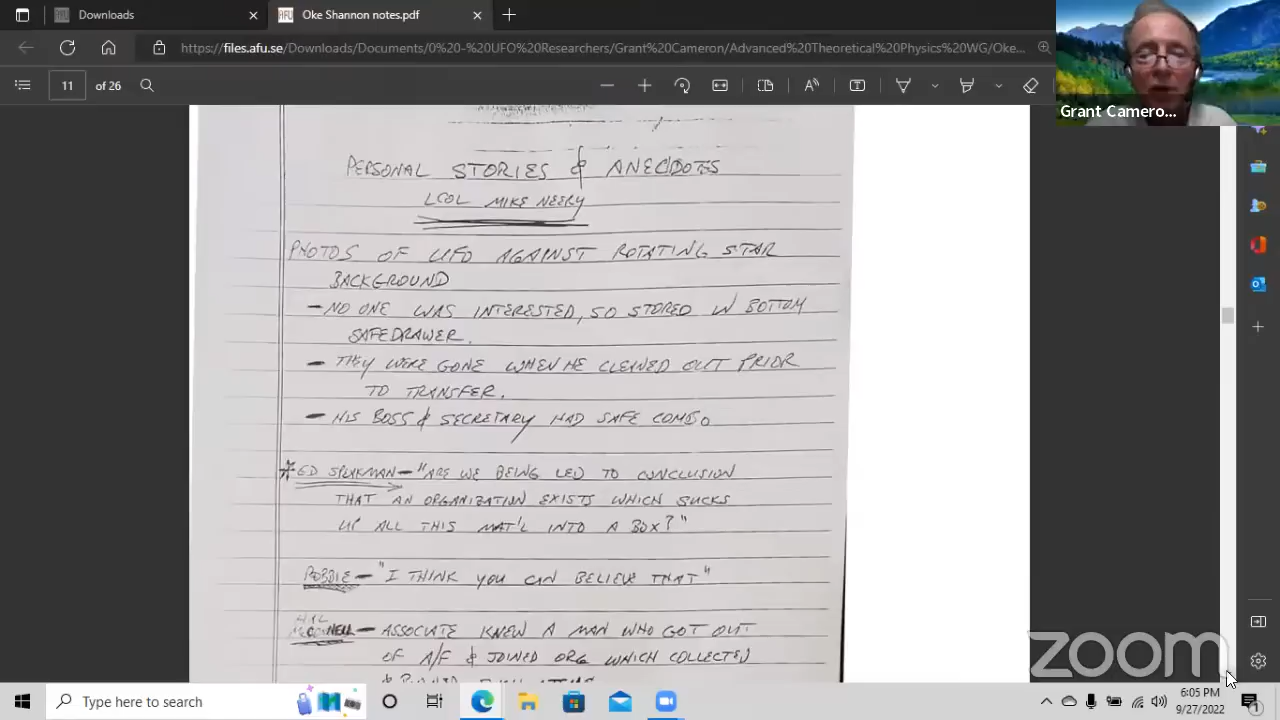 Downloads
Oke Shannon notes.pdf
https://files.afu.se/Downloads/Documents/0%20-%20UFO%20Researchers/Grant%20Cameron/Advanced%20Theoretical%20Physics%20WG/Oke...
11 of 26
Grant Camero...
PERSONAL STORIES & ANECDOTS
LCOL MIKE NEERY
PHOTOS OF UFO AGAINST ROTATING STAR
BACKGROUND
- NO ONE WAS INTERESTED, SO STORED IN BOTTOM
SAFEDRAWER.
- THEY WERE GONE WHEN HE CLEANED OUT PRIOR
TO TRANSFER.
- HIS BOSS & SECRETARY HAD SAFE COMBO
* ED - "ARE WE BEING LED TO CONCLUSION
THAT AN ORGANIZATION EXISTS WHICH SUCKS
UP ALL THIS MAT'L INTO A BOX?"
BOBBIE - "I THINK YOU CAN BELIEVE THAT"
- ASSOCIATE KNEW A MAN WHO GOT OUT
OF A/F & JOINED ORG WHICH COLLECTED
zoom
Type here to search
6:05 PM
9/27/2022